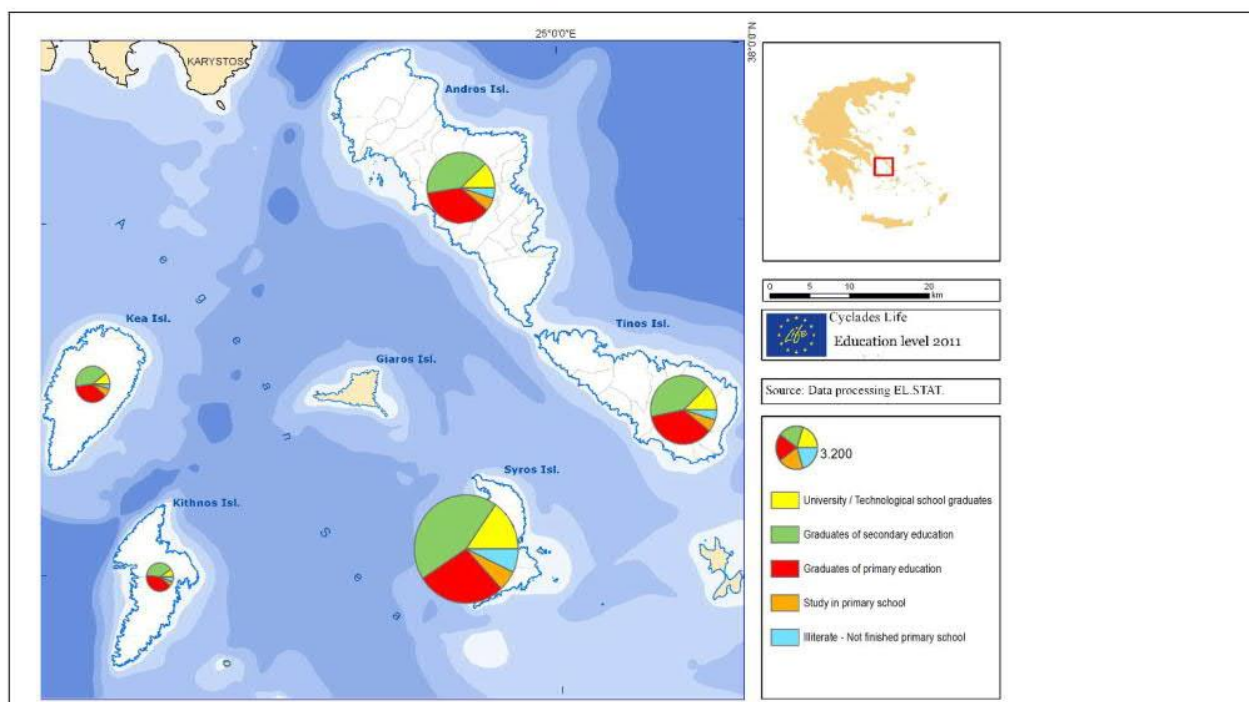 25°0'0"E
38°0'0"N
KARYSTOS
Andros Isl.
Kea Isl.
Tinos Isl.
Giaros Isl.
Syros Isl.
Kithnos Isl.
Aegean Sea
0 5 10 20
km
Life
Cyclades Life
Education level 2011
Source: Data processing EL.STAT.
3.200
University / Technological school graduates
Graduates of secondary education
Graduates of primary education
Study in primary school
Illiterate - Not finished primary school